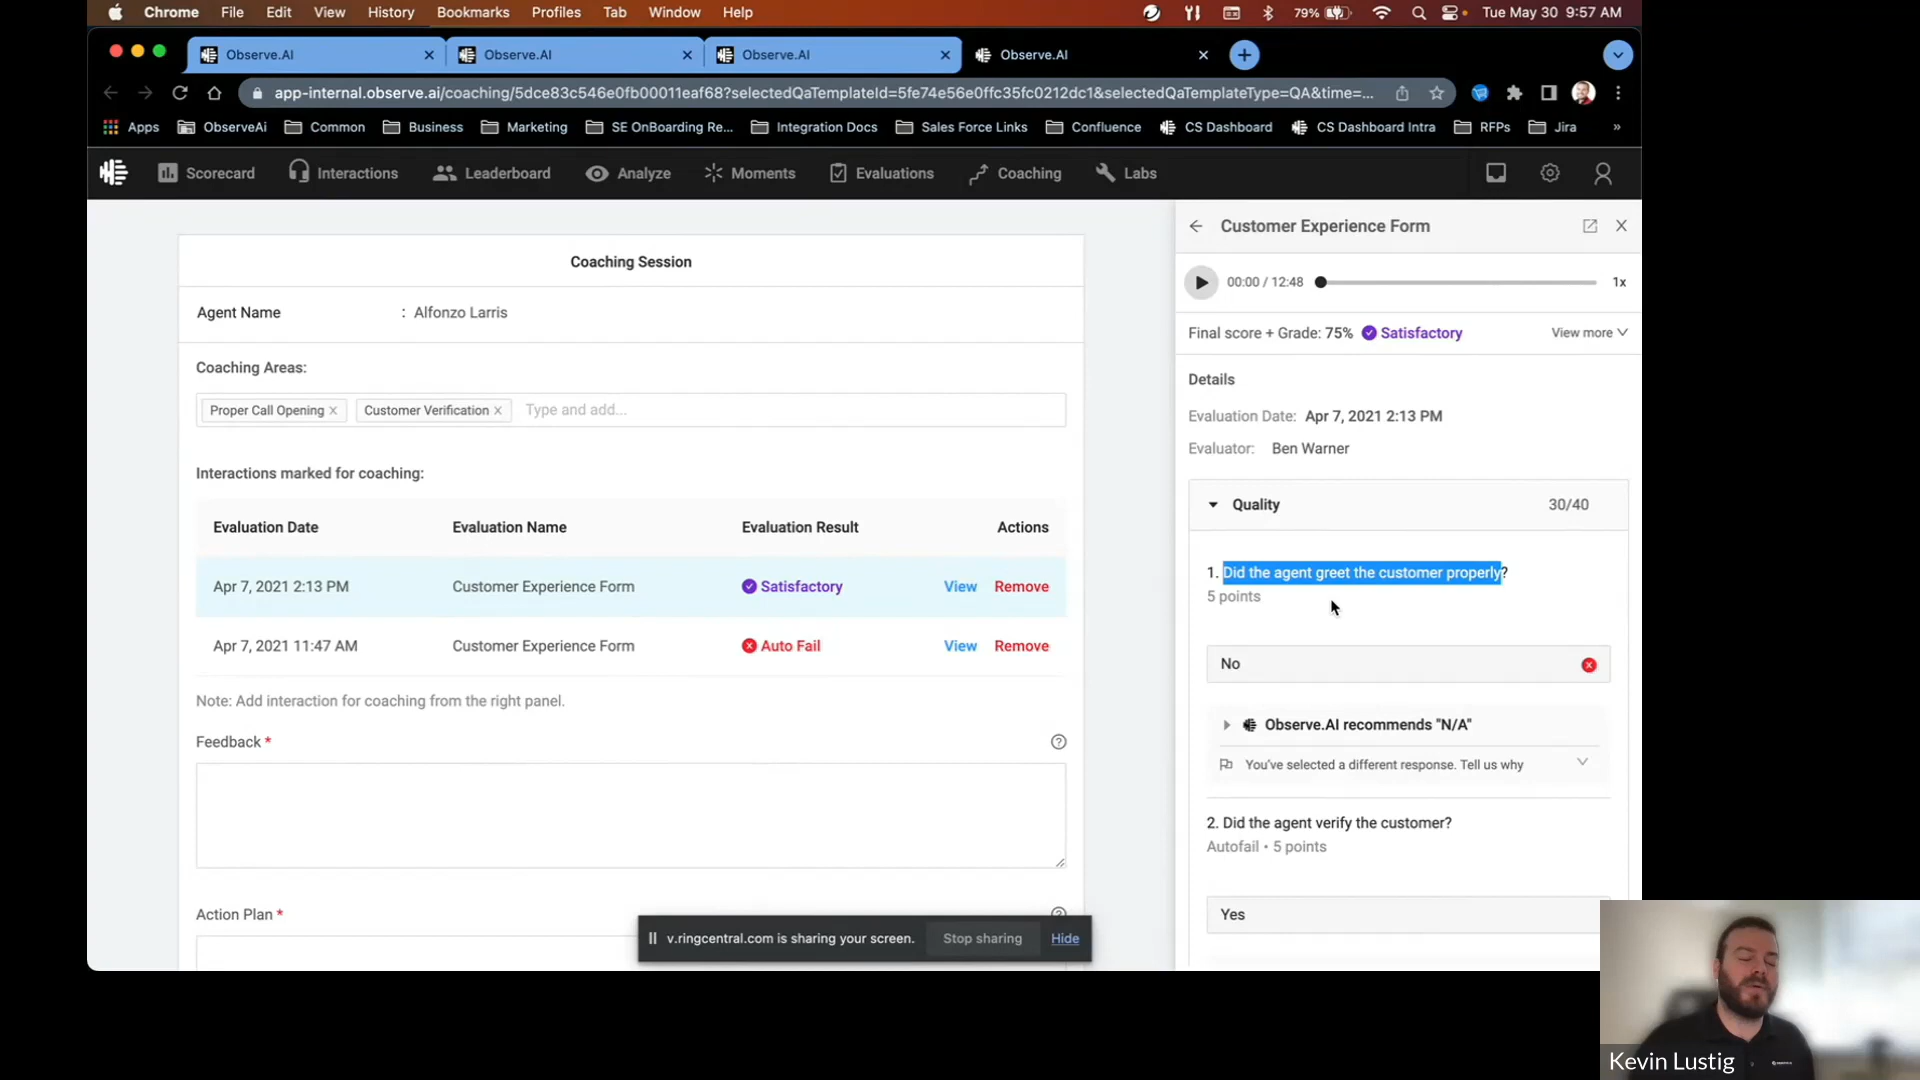 Chrome File Edit View History Bookmarks Profiles Tab Window Help 79% Tue May 30 9:57 AM
Observe.AI Observe.AI Observe.AI Observe.AI
app-internal.observe.ai/coaching/5dce83c546e0fb00011eaf68?selectedQaTemplateId=5fe74e56e0ffc35fc0212dc1&selectedQaTemplateType=QA&time=...
Apps ObserveAi Common Business Marketing SE OnBoarding Re... Integration Docs Sales Force Links Confluence CS Dashboard CS Dashboard Intra RFPs Jira »
Scorecard Interactions Leaderboard Analyze Moments Evaluations Coaching Labs
Coaching Session
Agent Name : Alfonzo Larris
Coaching Areas:
Proper Call Opening Customer Verification Type and add...
Interactions marked for coaching:
Evaluation Date Evaluation Name Evaluation Result Actions
Apr 7, 2021 2:13 PM Customer Experience Form Satisfactory View Remove
Apr 7, 2021 11:47 AM Customer Experience Form Auto Fail View Remove
Note: Add interaction for coaching from the right panel.
Feedback *
Action Plan *
v.ringcentral.com is sharing your screen. Stop sharing Hide
Customer Experience Form
00:00 / 12:48 1x
Final score + Grade: 75% Satisfactory View more
Details
Evaluation Date: Apr 7, 2021 2:13 PM
Evaluator: Ben Warner
Quality 30/40
1. Did the agent greet the customer properly?
5 points
No
Observe.AI recommends "N/A"
You've selected a different response. Tell us why
2. Did the agent verify the customer?
Autofail • 5 points
Yes
Kevin Lustig